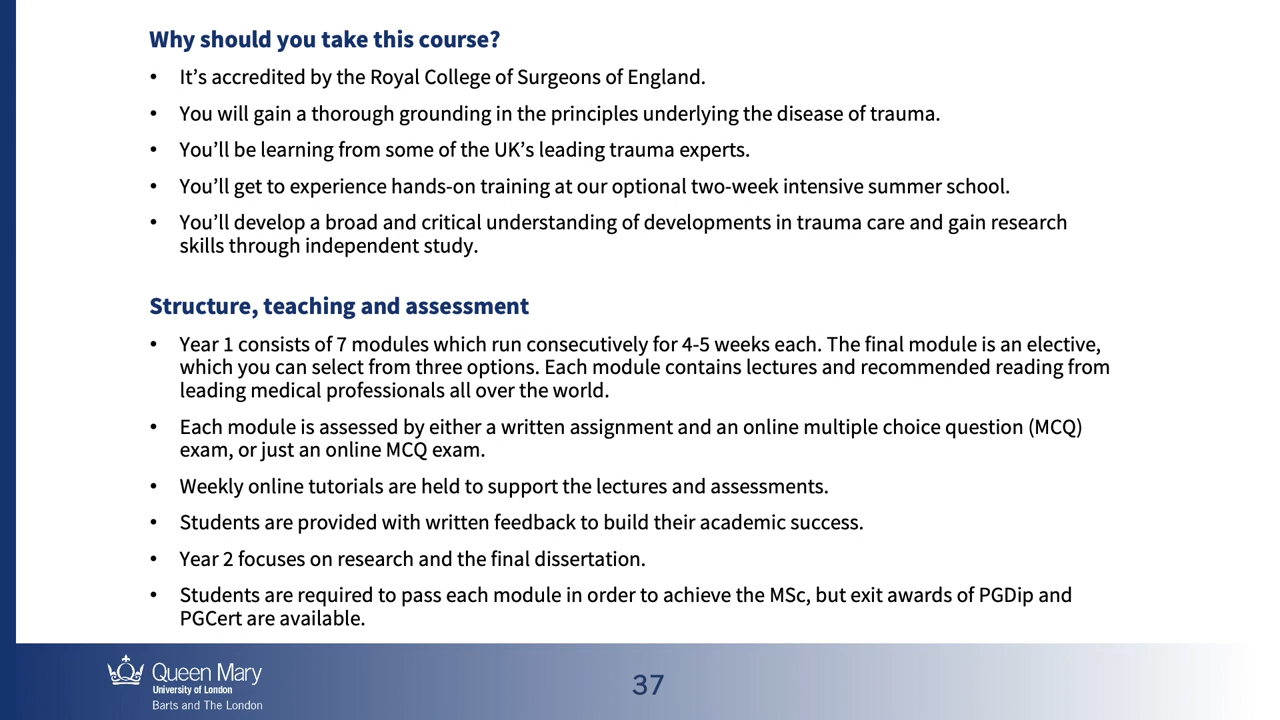 Why should you take this course?
• It’s accredited by the Royal College of Surgeons of England.
• You will gain a thorough grounding in the principles underlying the disease of trauma.
• You’ll be learning from some of the UK’s leading trauma experts.
• You’ll get to experience hands-on training at our optional two-week intensive summer school.
• You’ll develop a broad and critical understanding of developments in trauma care and gain research
skills through independent study.
Structure, teaching and assessment
• Year 1 consists of 7 modules which run consecutively for 4-5 weeks each. The final module is an elective,
which you can select from three options. Each module contains lectures and recommended reading from
leading medical professionals all over the world.
• Each module is assessed by either a written assignment and an online multiple choice question (MCQ)
exam, or just an online MCQ exam.
• Weekly online tutorials are held to support the lectures and assessments.
• Students are provided with written feedback to build their academic success.
• Year 2 focuses on research and the final dissertation.
• Students are required to pass each module in order to achieve the MSc, but exit awards of PGDip and
PGCert are available.
Queen Mary
University of London
Barts and The London
37